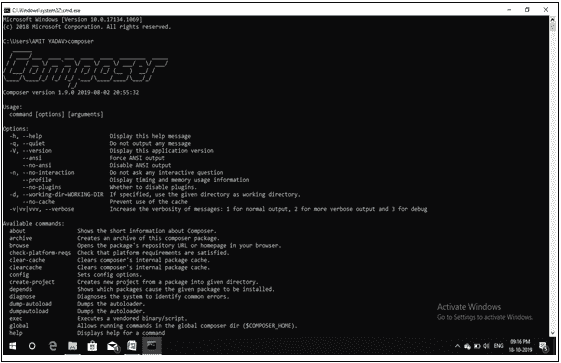 C:\Windows\system32\cmd.exe
Microsoft Windows [Version 10.0.17134.1069]
(c) 2018 Microsoft Corporation. All rights reserved.
C:\Users\AMIT YADAV>composer
Composer
Composer version 1.9.0 2019-08-02 20:55:32
Usage:
command [options] [arguments]
Options:
-h, --help Display this help message
-q, --quiet Do not output any message
-V, --version Display this application version
--ansi Force ANSI output
--no-ansi Disable ANSI output
-n, --no-interaction Do not ask any interactive question
--profile Display timing and memory usage information
--no-plugins Whether to disable plugins.
-d, --working-dir=WORKING-DIR If specified, use the given directory as working directory.
--no-cache Prevent use of the cache
-v|vv|vvv, --verbose Increase the verbosity of messages: 1 for normal output, 2 for more verbose output and 3 for debug
Available commands:
about Shows the short information about Composer.
archive Creates an archive of this composer package.
browse Opens the package's repository URL or homepage in your browser.
check-platform-reqs Check that platform requirements are satisfied.
clear-cache Clears composer's internal package cache.
clearcache Clears composer's internal package cache.
config Sets config options.
create-project Creates new project from a package into given directory.
depends Shows which packages cause the given package to be installed.
diagnose Diagnoses the system to identify common errors.
dump-autoload Dumps the autoloader.
dumpautoload Dumps the autoloader.
exec Executes a vendored binary/script.
global Allows running commands in the global composer dir ($COMPOSER_HOME).
help Displays help for a command
Activate Windows
Go to Settings to activate Windows.
ENG
09:16 PM
18-10-2019